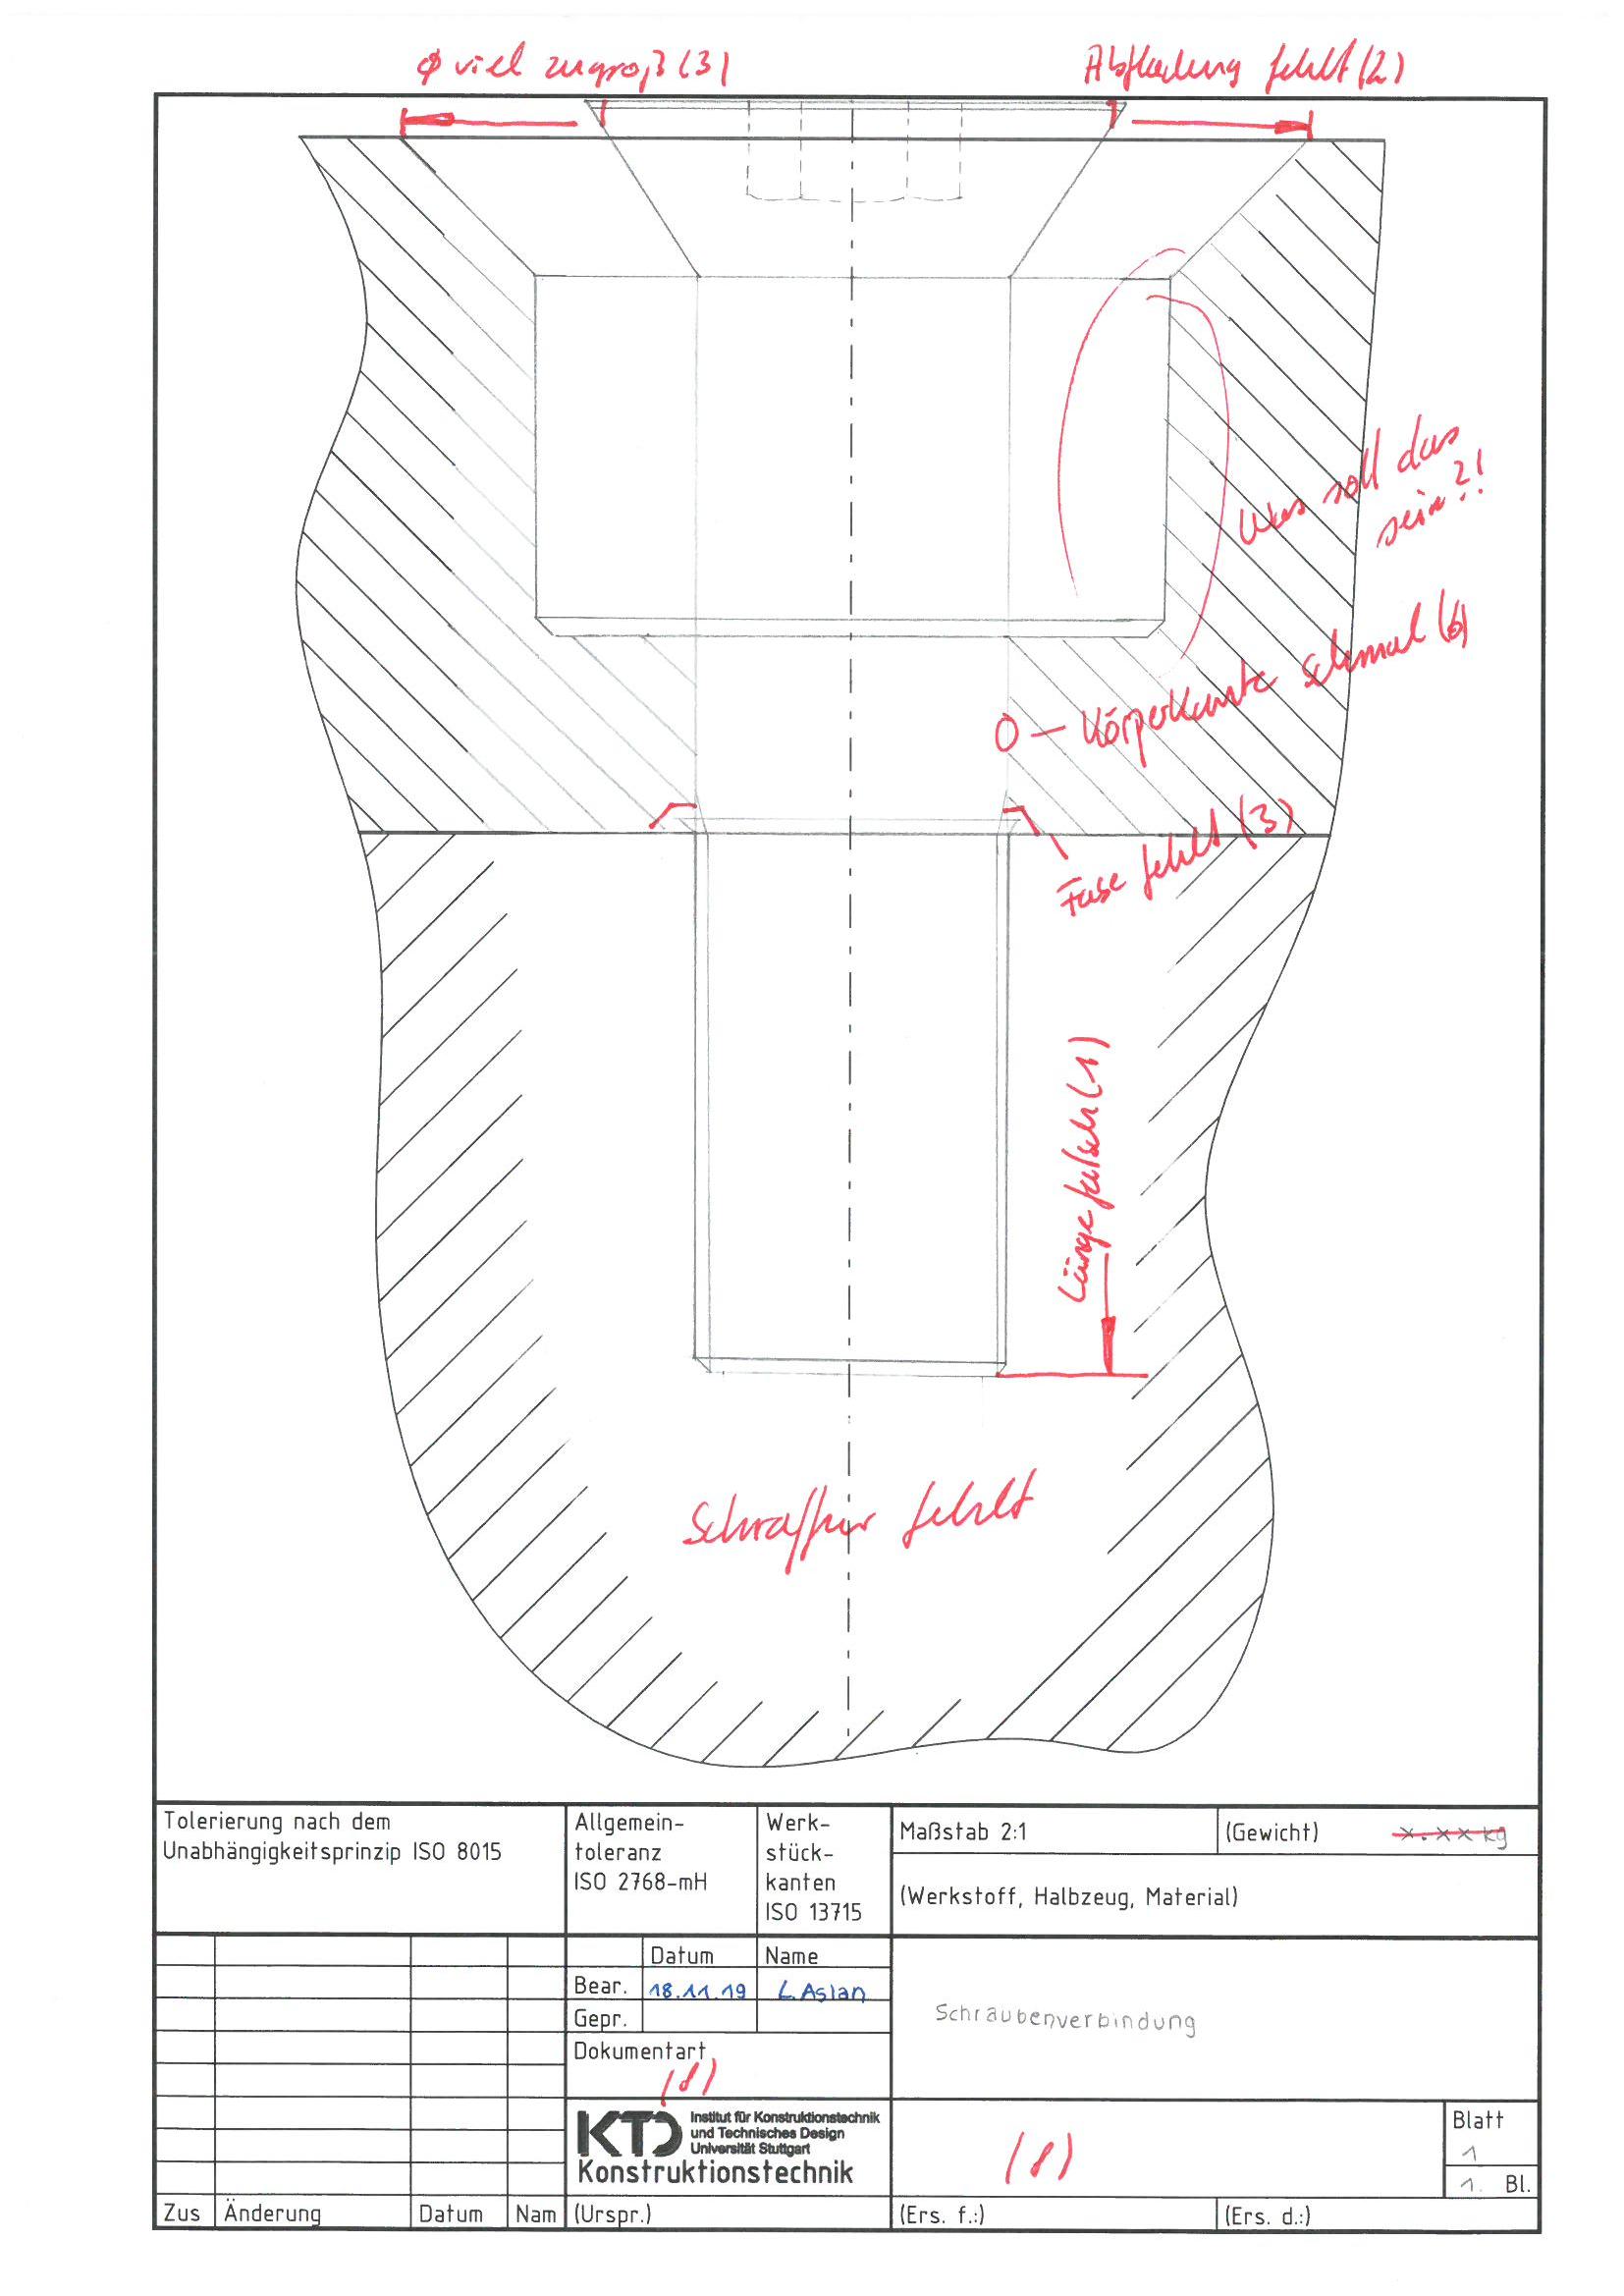 ø viel zu groß (3)
Abflachung fehlt (2)
Was soll das
sein?!
O – Körperkante schmal (6)
Fase fehlt (3)
Länge falsch (1)
Schraffur fehlt
Tolerierung nach dem
Unabhängigkeitsprinzip ISO 8015
Allgemein-
toleranz
ISO 2768-mH
Werk-
stück-
kanten
ISO 13715
Maßstab 2:1
(Gewicht) x.xx kg
(Werkstoff, Halbzeug, Material)
Datum Name
Bear. 18.11.19 L.Aslan
Gepr.
Dokumentart
Schraubenverbindung
KTD Institut für Konstruktionstechnik
und Technisches Design
Universität Stuttgart
Konstruktionstechnik
Blatt
1
1. Bl.
Zus Änderung Datum Nam (Urspr.) (Ers. f.:) (Ers. d.:)